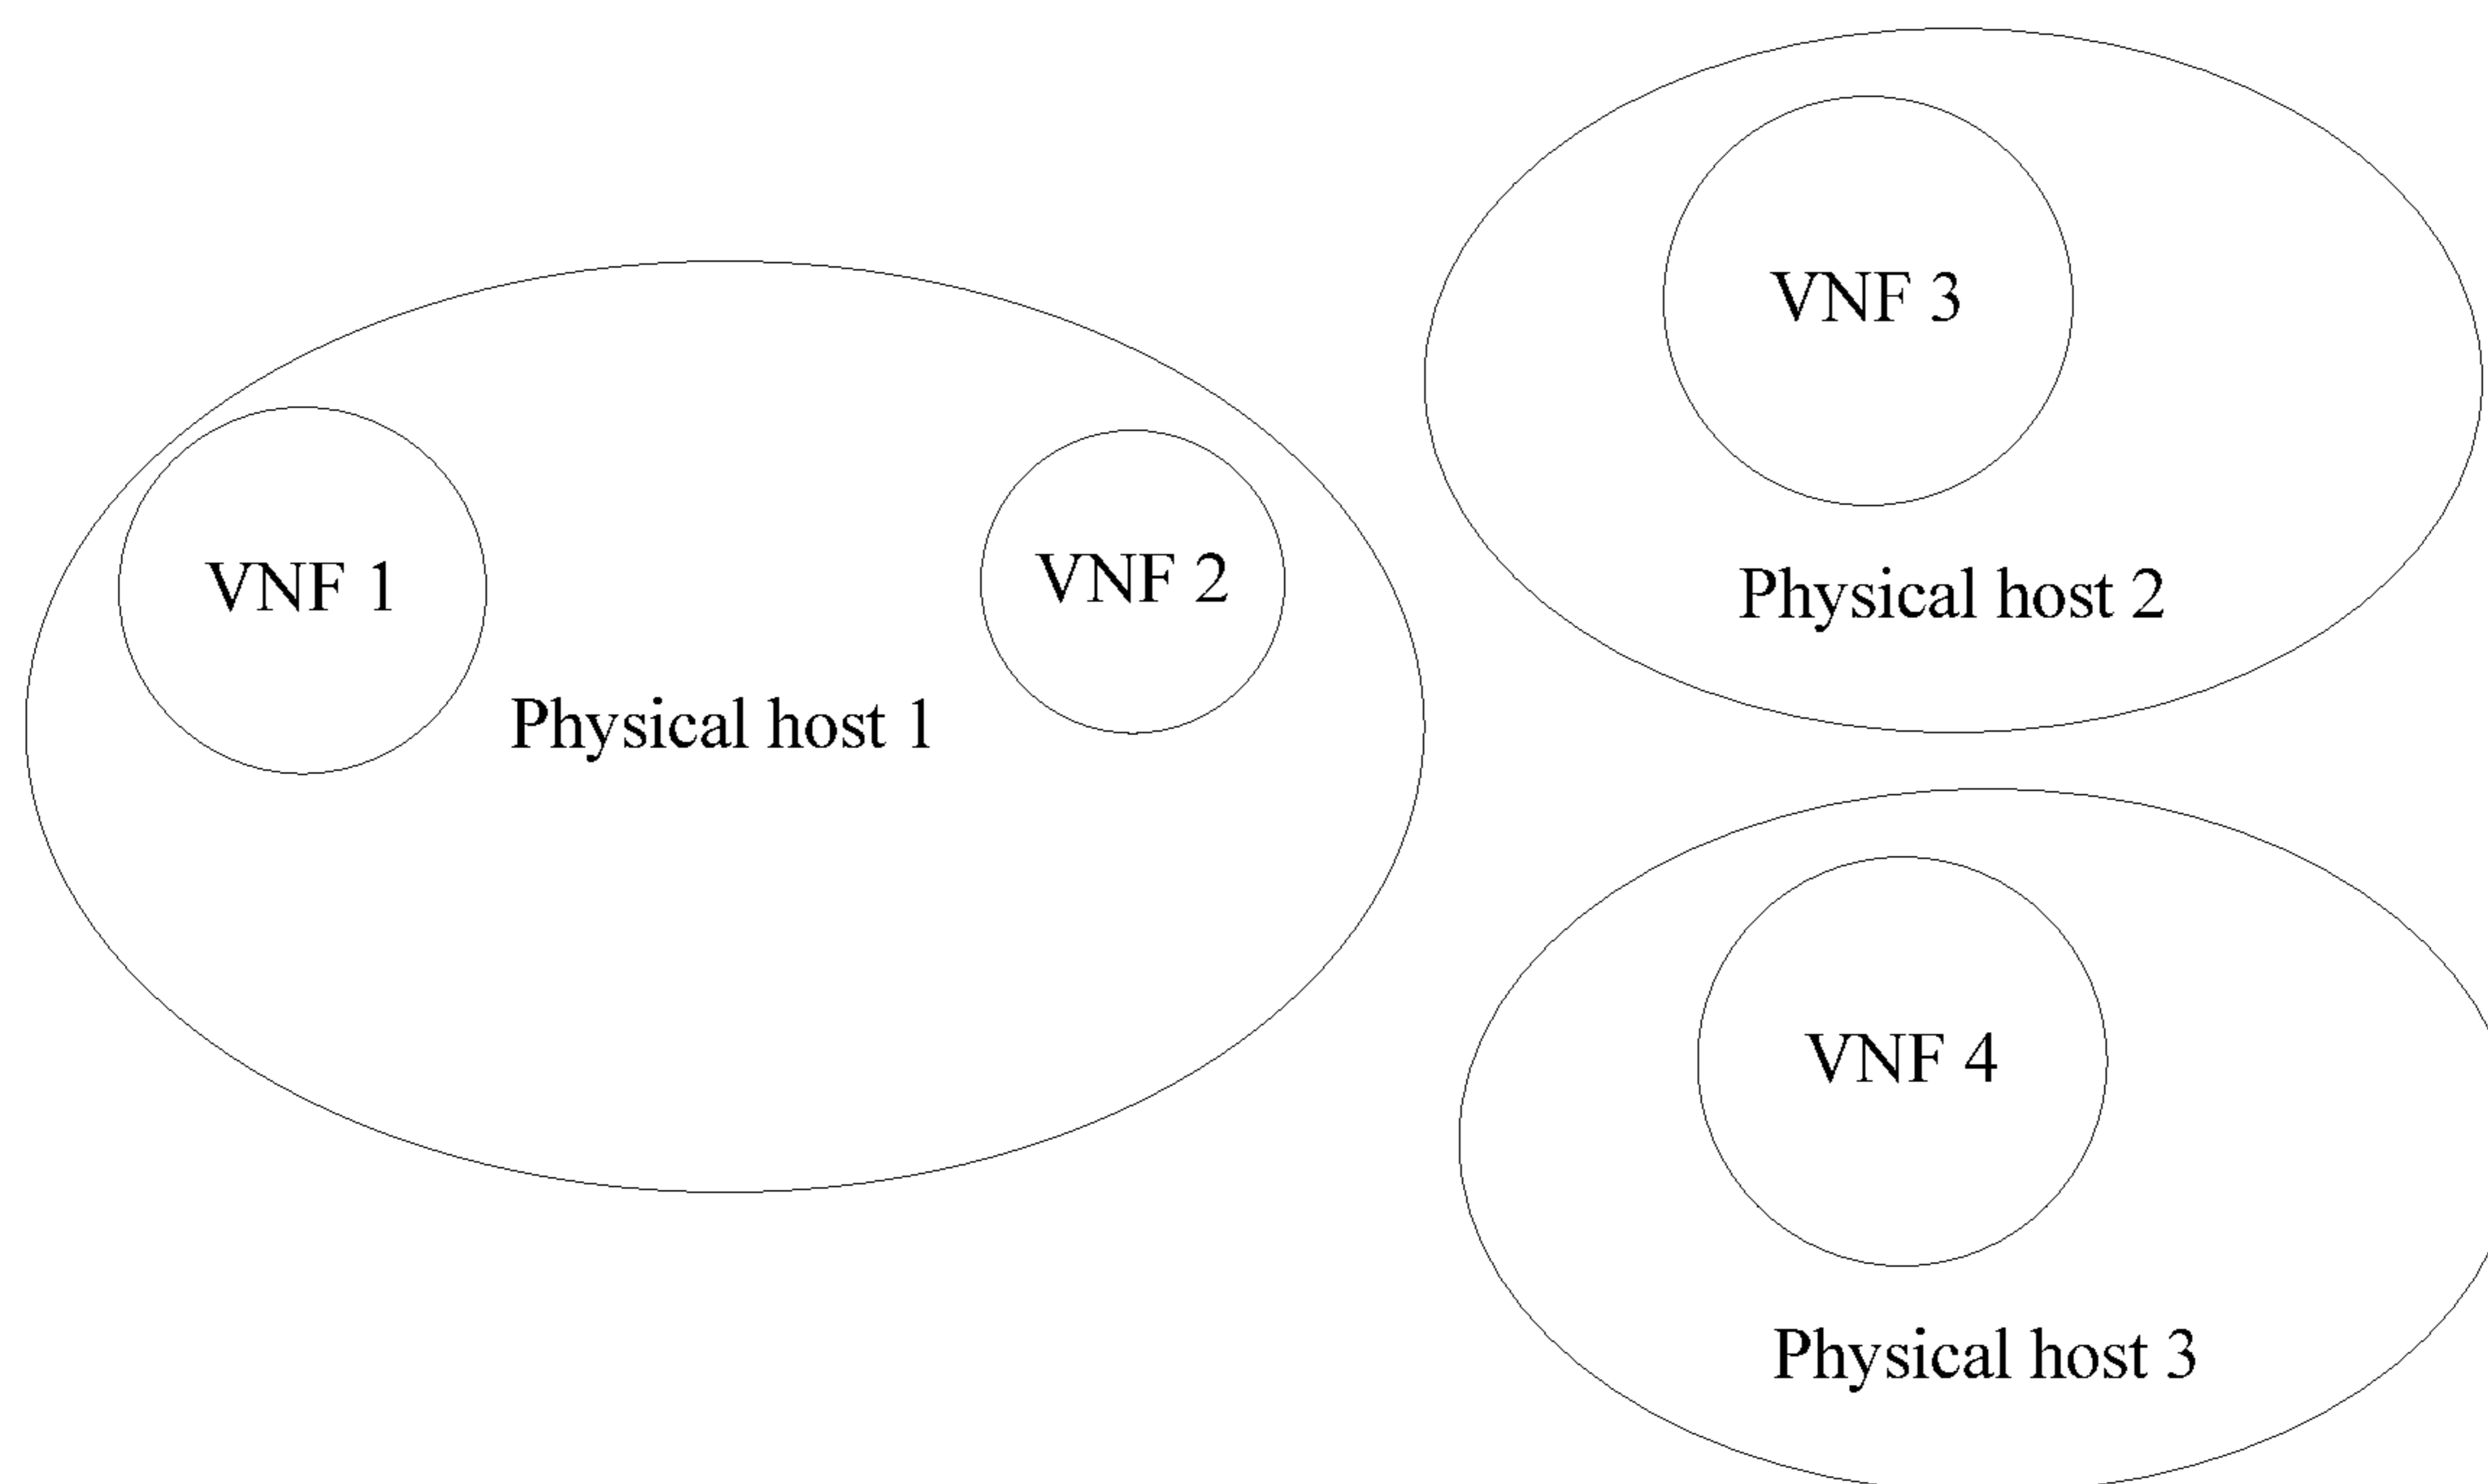 VNF 1
VNF 2
Physical host 1
VNF 3
Physical host 2
VNF 4
Physical host 3